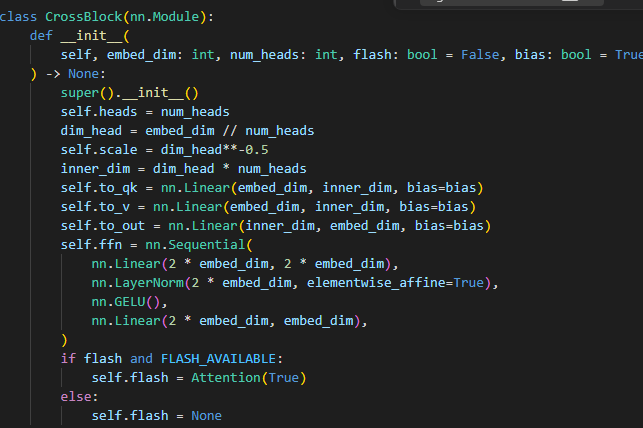 class CrossBlock(nn.Module):
    def __init__(
        self, embed_dim: int, num_heads: int, flash: bool = False, bias: bool = True
    ) -> None:
        super().__init__()
        self.heads = num_heads
        dim_head = embed_dim // num_heads
        self.scale = dim_head**-0.5
        inner_dim = dim_head * num_heads
        self.to_qk = nn.Linear(embed_dim, inner_dim, bias=bias)
        self.to_v = nn.Linear(embed_dim, inner_dim, bias=bias)
        self.to_out = nn.Linear(inner_dim, embed_dim, bias=bias)
        self.ffn = nn.Sequential(
            nn.Linear(2 * embed_dim, 2 * embed_dim),
            nn.LayerNorm(2 * embed_dim, elementwise_affine=True),
            nn.GELU(),
            nn.Linear(2 * embed_dim, embed_dim),
        )
        if flash and FLASH_AVAILABLE:
            self.flash = Attention(True)
        else:
            self.flash = None